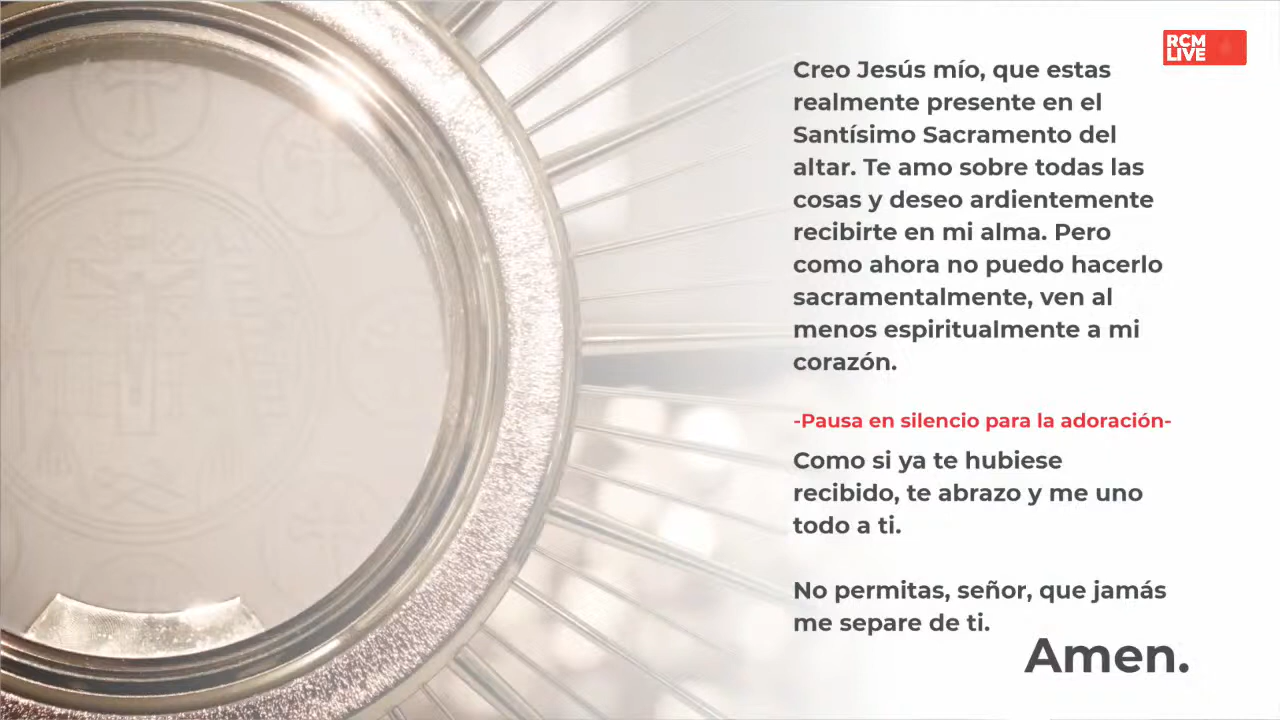 RCM
LIVE
Creo Jesús mío, que estas
realmente presente en el
Santísimo Sacramento del
altar. Te amo sobre todas las
cosas y deseo ardientemente
recibirte en mi alma. Pero
como ahora no puedo hacerlo
sacramentalmente, ven al
menos espiritualmente a mi
corazón.
-Pausa en silencio para la adoración-
Como si ya te hubiese
recibido, te abrazo y me uno
todo a ti.
No permitas, señor, que jamás
me separe de ti.
Amen.